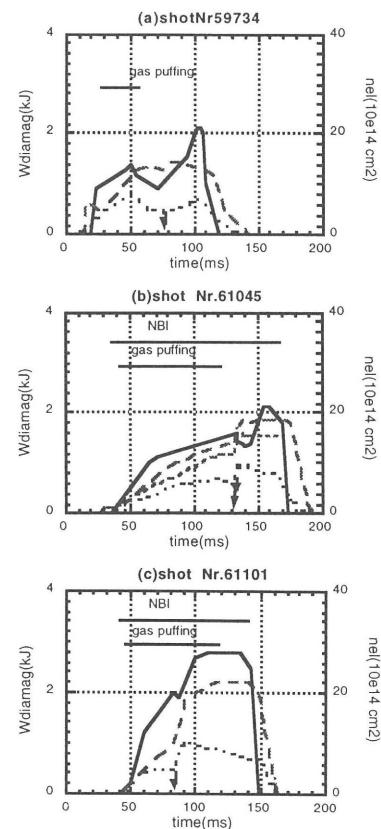 (a)shotNr59734
4
40
gas puffing
Wdiamag(kJ)
nel(10e14 cm2)
2
20
0
0
0
50
100
150
200
time(ms)
(b)shot Nr.61045
4
40
NBI
gas puffing
Wdiamag(kJ)
nel(10e14 cm2)
2
20
0
0
0
50
100
150
200
time(ms)
(c)shot Nr.61101
4
40
NBI
gas puffing
Wdiamag(kJ)
nel(10e14 cm2)
2
20
0
0
0
50
100
150
200
time(ms)